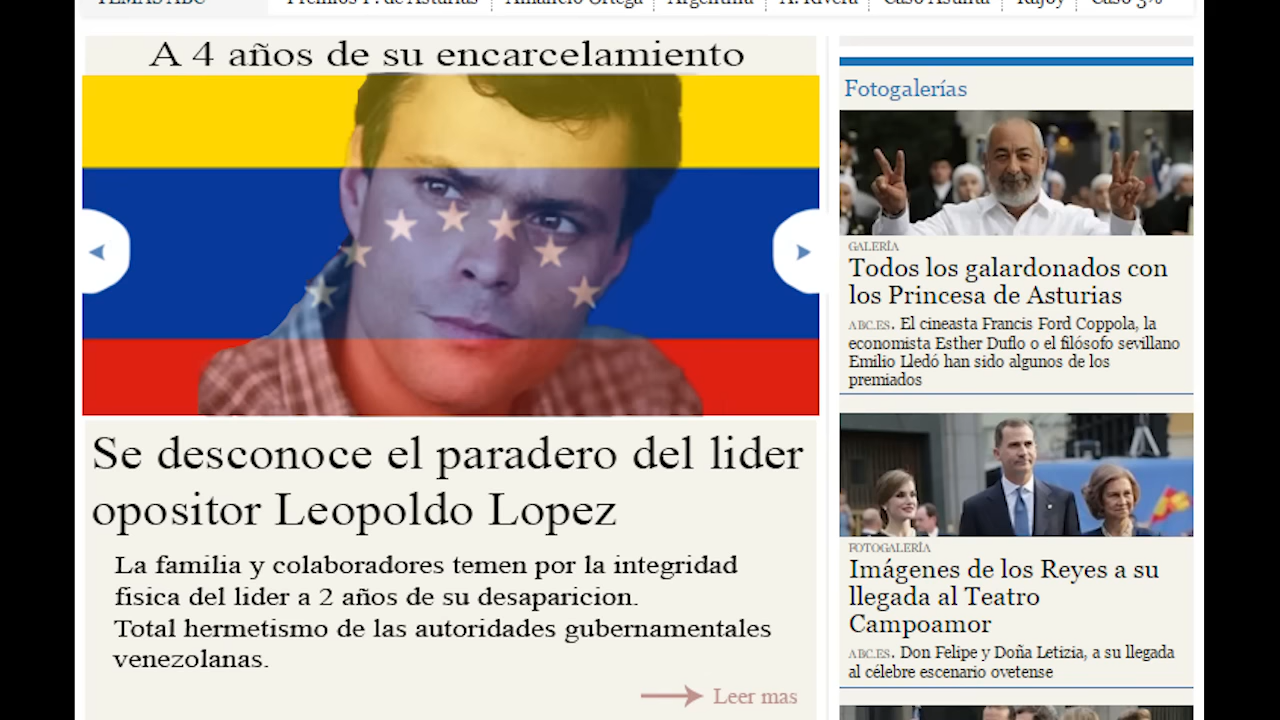 TEMAS ABC
Premios P. de Asturias
Amancio Ortega
Argentina
A. Rivera
Caso Astural
Rajoy
Caso 3%
A 4 años de su encarcelamiento
Se desconoce el paradero del lider
opositor Leopoldo Lopez
La familia y colaboradores temen por la integridad
fisica del lider a 2 años de su desaparicion.
Total hermetismo de las autoridades gubernamentales
venezolanas.
Leer mas
Fotogalerías
GALERÍA
Todos los galardonados con
los Princesa de Asturias
ABC.ES. El cineasta Francis Ford Coppola, la
economista Esther Duflo o el filósofo sevillano
Emilio Lledó han sido algunos de los
premiados
FOTOGALERÍA
Imágenes de los Reyes a su
llegada al Teatro
Campoamor
ABC.ES. Don Felipe y Doña Letizia, a su llegada
al célebre escenario ovetense